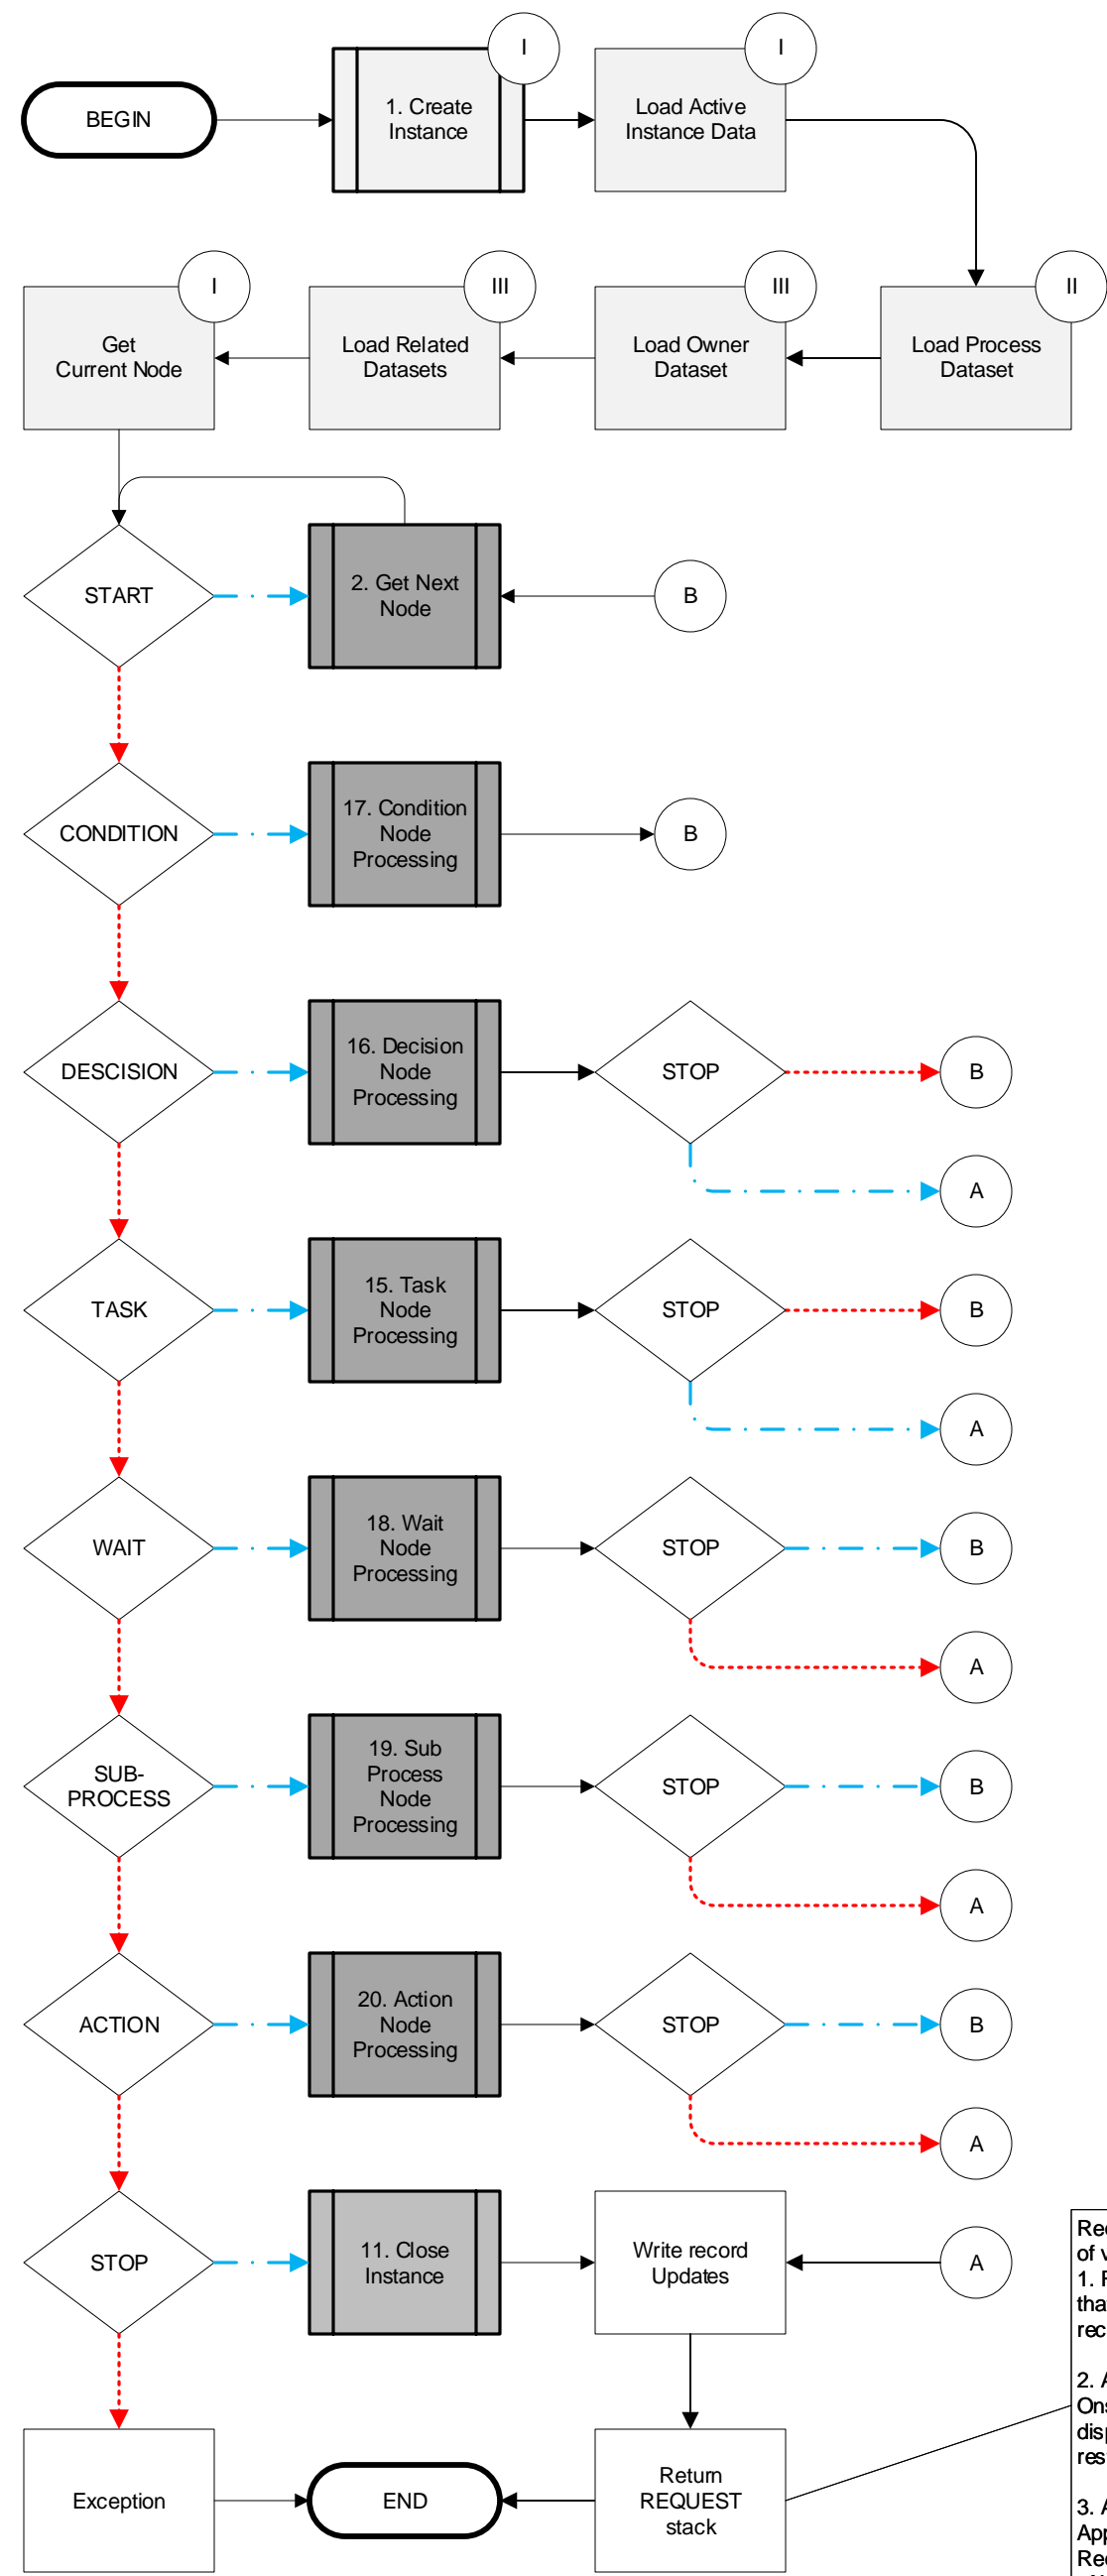 I
I
BEGIN
1. Create
Instance
Load Active
Instance Data
I
III
III
II
Get
Current Node
Load Related
Datasets
Load Owner
Dataset
Load Process
Dataset
START
2. Get Next
Node
B
CONDITION
17. Condition
Node
Processing
B
DESCISION
16. Decision
Node
Processing
STOP
B
A
TASK
15. Task
Node
Processing
STOP
B
A
WAIT
18. Wait
Node
Processing
STOP
B
A
SUB-
PROCESS
19. Sub
Process
Node
Processing
STOP
B
A
ACTION
20. Action
Node
Processing
STOP
B
A
STOP
11. Close
Instance
Write record
Updates
A
Exception
END
Return
REQUEST
stack
of
1.
2.
3.